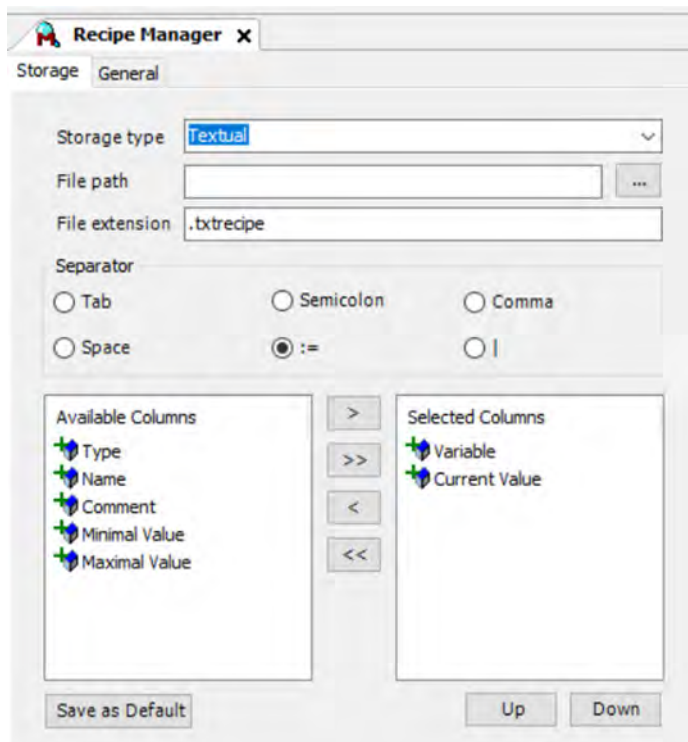 Recipe Manager X
Storage General
Storage type Textual
File path ...
File extension .txtrecipe
Separator
Tab Semicolon Comma
Space := |
Available Columns > Selected Columns
Type Variable
Name >> Current Value
Comment <
Minimal Value
Maximal Value <<
Save as Default Up Down